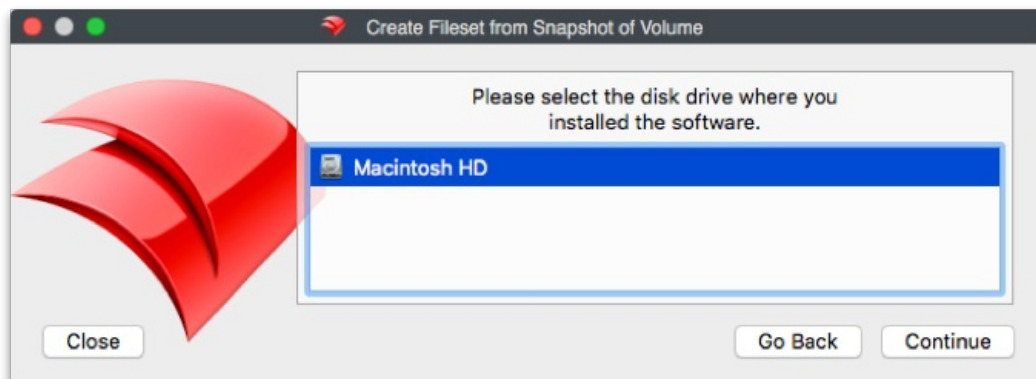 Create Fileset from Snapshot of Volume
Please select the disk drive where you
installed the software.
Macintosh HD
Close
Go Back
Continue